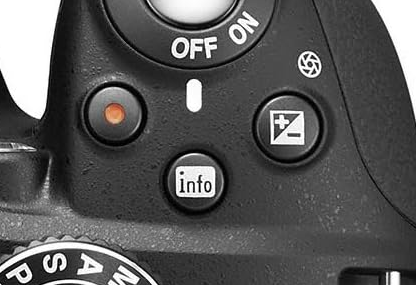 OFF ON
+-
info
P S A M